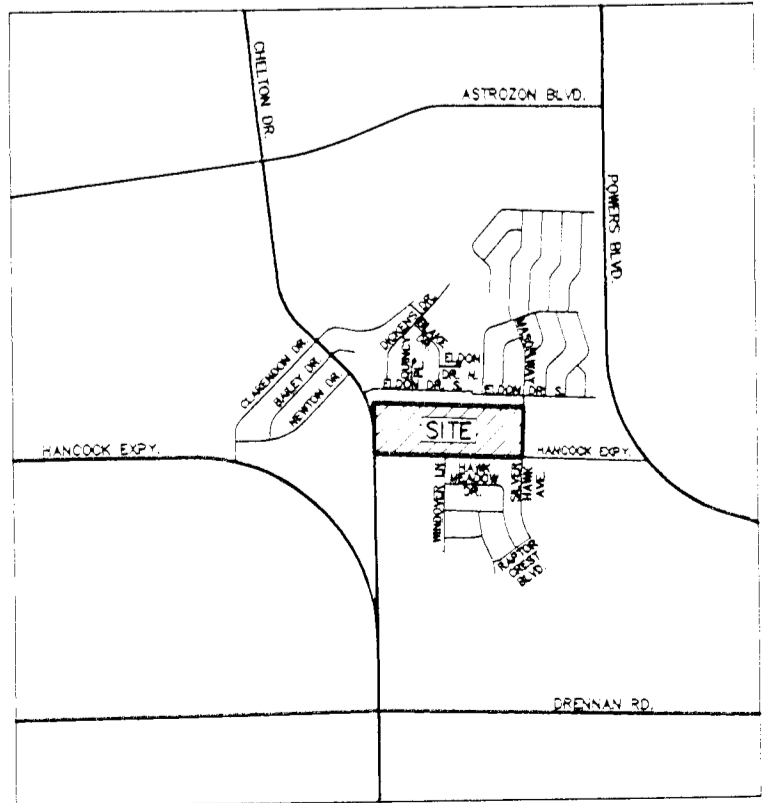 CHELTON DR.
ASTROZON BLVD.
POWERS BLVD.
DICKENS DR.
BLAKE
QUINCY
PL.
ELDON
DR. N.
ELDON DR. S.
ELDON DR. S.
CLARENDON DR.
BAILEY DR.
NEWTON DR.
SITE
HANCOCK EXPY.
HANCOCK EXPY.
WINDOVER LN
HAWK
MEADOW
DR.
SILVER
HAWK
AVE.
RAPTOR
CREST
BLVD.
DRENNAN RD.